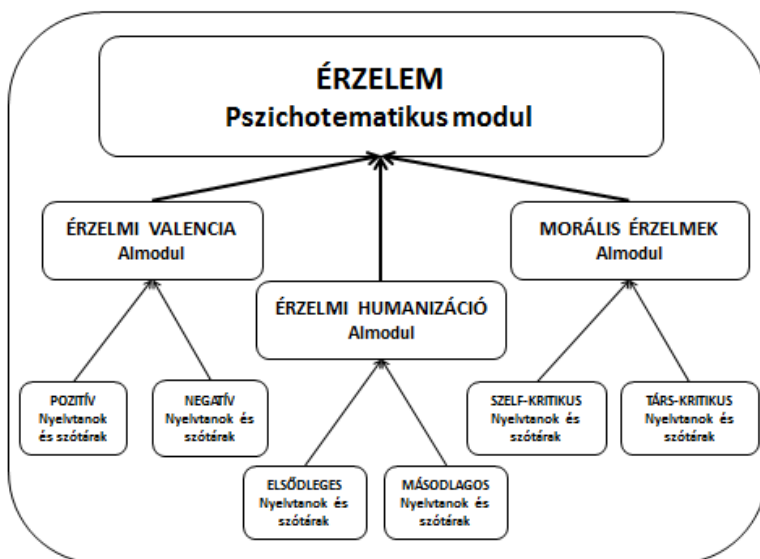 ÉRZELEM
Pszichotematikus modul
ÉRZELMI VALENCIA
Almodul
MORÁLIS ÉRZELMEK
Almodul
ÉRZELMI HUMANIZÁCIÓ
Almodul
POZITÍV
Nyelvtanok
és szótárak
NEGATÍV
Nyelvtanok és
szótárak
SZELF-KRITIKUS
Nyelvtanok és
szótárak
TÁRS-KRITIKUS
Nyelvtanok és
szótárak
ELSŐDLEGES
Nyelvtanok és
szótárak
MÁSODLAGOS
Nyelvtanok és
szótárak